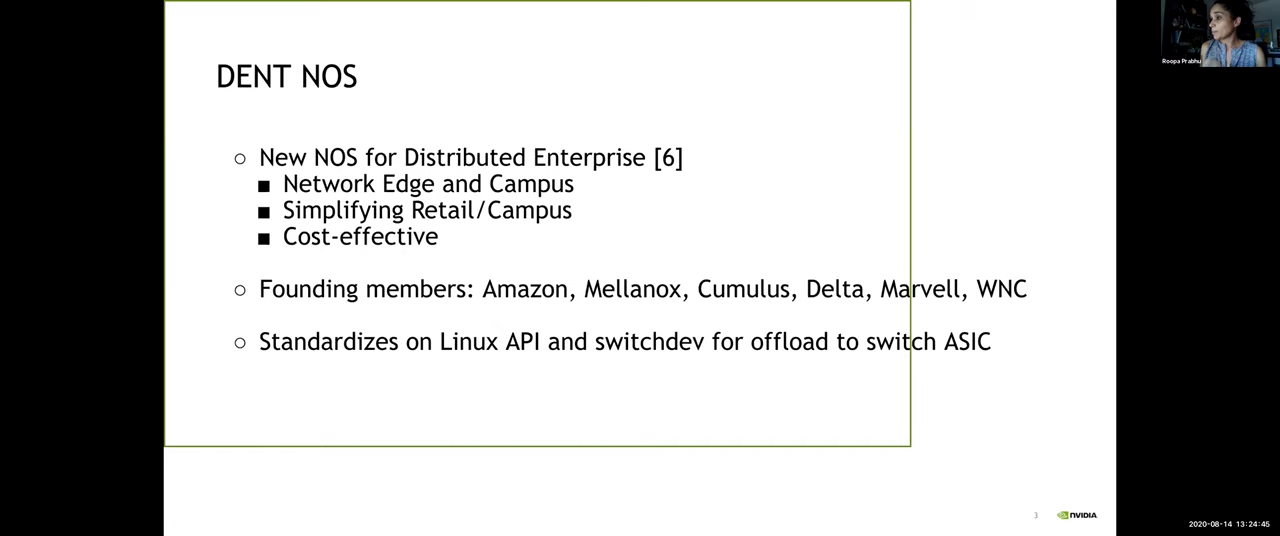 DENT NOS
○ New NOS for Distributed Enterprise [6]
■ Network Edge and Campus
■ Simplifying Retail/Campus
■ Cost-effective
○ Founding members: Amazon, Mellanox, Cumulus, Delta, Marvell, WNC
○ Standardizes on Linux API and switchdev for offload to switch ASIC
3
NVIDIA
Roopa Prabhu
2020-08-14 13:24:45